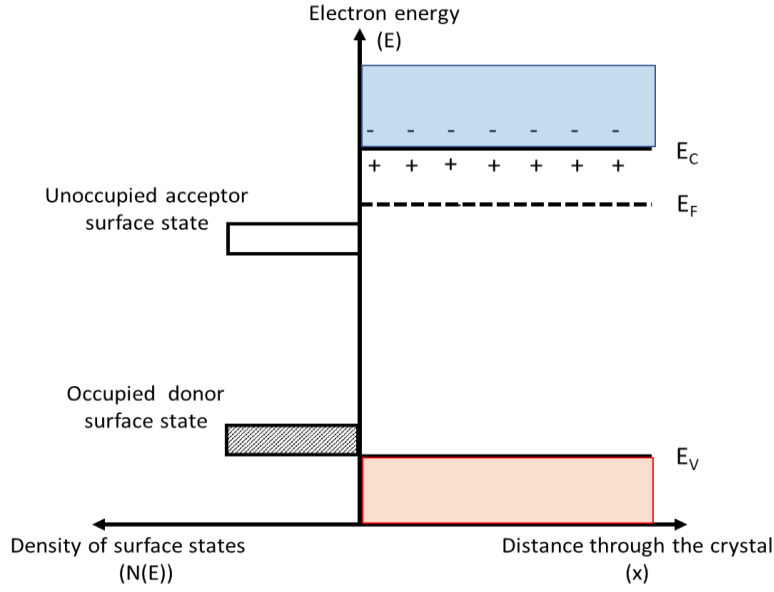 Electron energy
(E)
- - - - - - -
E_C
+ + + + + + +
Unoccupied acceptor
surface state
E_F
Occupied donor
surface state
E_V
Density of surface states
(N(E))
Distance through the crystal
(x)